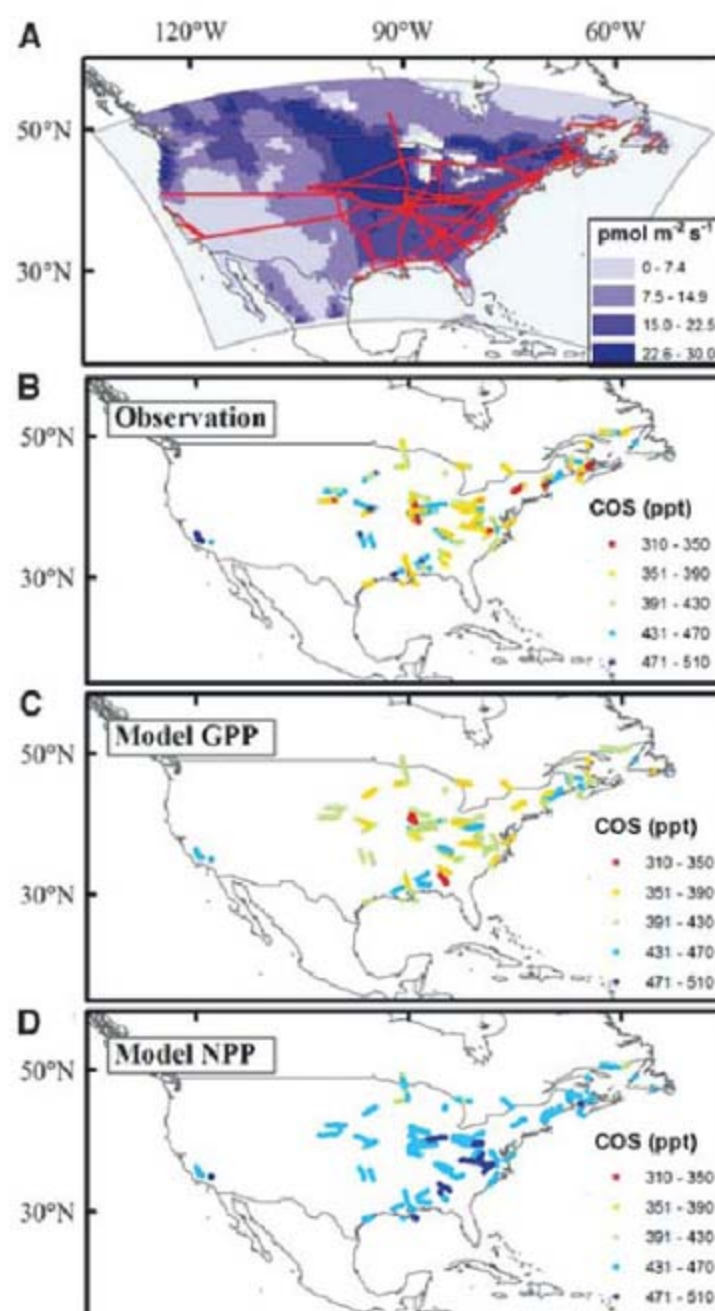 A
120°W 90°W 60°W
50°N
30°N
pmol m⁻² s⁻¹
0 - 7.4
7.5 - 14.9
15.0 - 22.5
22.6 - 30.0
B
Observation
50°N
30°N
COS (ppt)
310 - 350
351 - 390
391 - 430
431 - 470
471 - 510
C
Model GPP
50°N
30°N
COS (ppt)
310 - 350
351 - 390
391 - 430
431 - 470
471 - 510
D
Model NPP
50°N
30°N
COS (ppt)
310 - 350
351 - 390
391 - 430
431 - 470
471 - 510